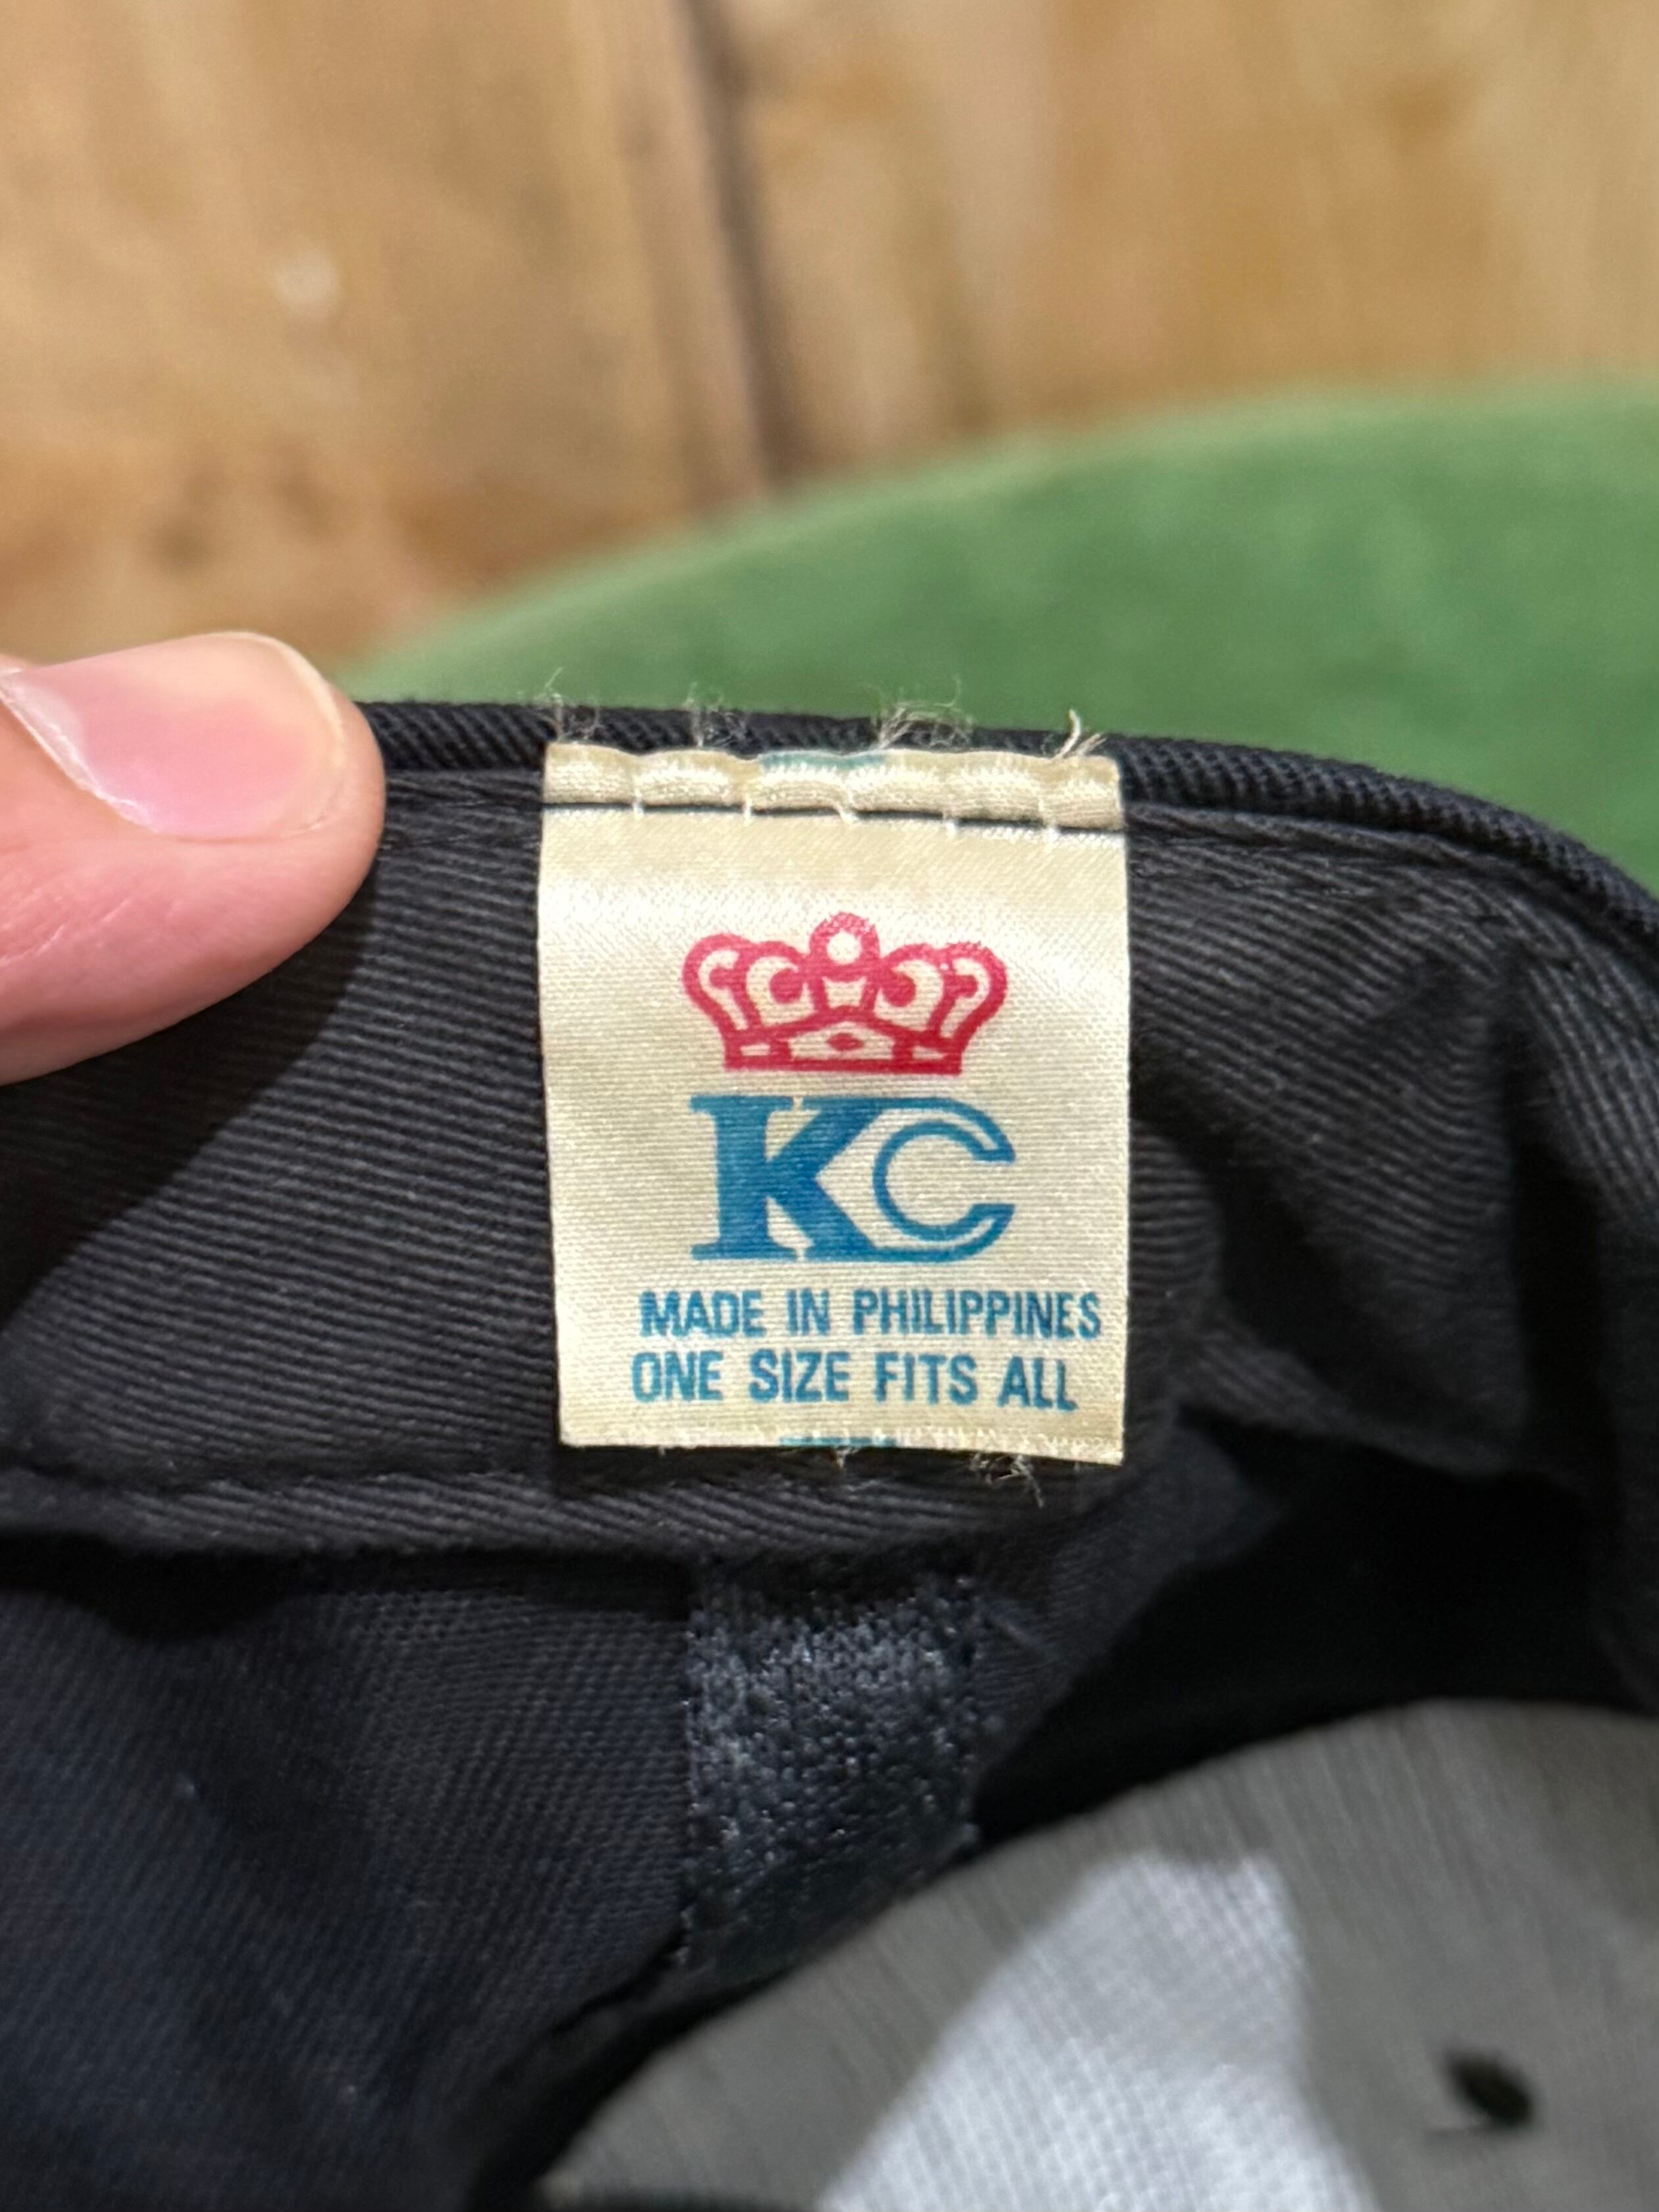 KC
MADE IN PHILIPPINES
ONE SIZE FITS ALL